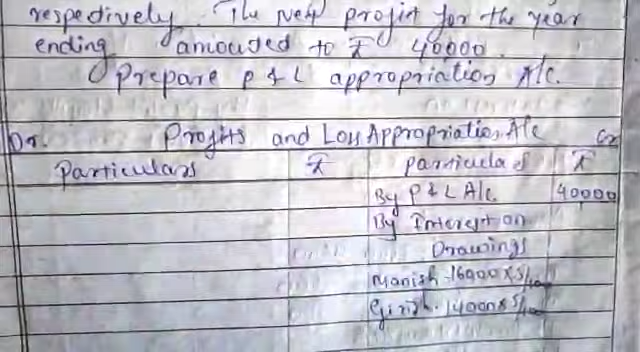 respectively. The Net profit for the year
ending amouted to ₹ 40000
Prepare P & L appropriation A/c.
Dr. Profits and Loss Appropriation A/c Cr
Particulars ₹ Particulars ₹
By P & L A/c. 40000
By Interest on
Drawings
Manish - 16000 x 5/100
Girish - 14000 x 5/100